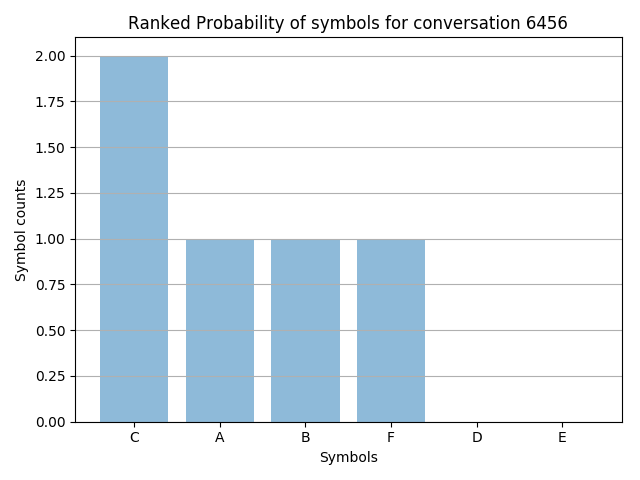 Ranked Probability of symbols for conversation 6456
Symbol counts
2.00
1.75
1.50
1.25
1.00
0.75
0.50
0.25
0.00
C A B F D E
Symbols